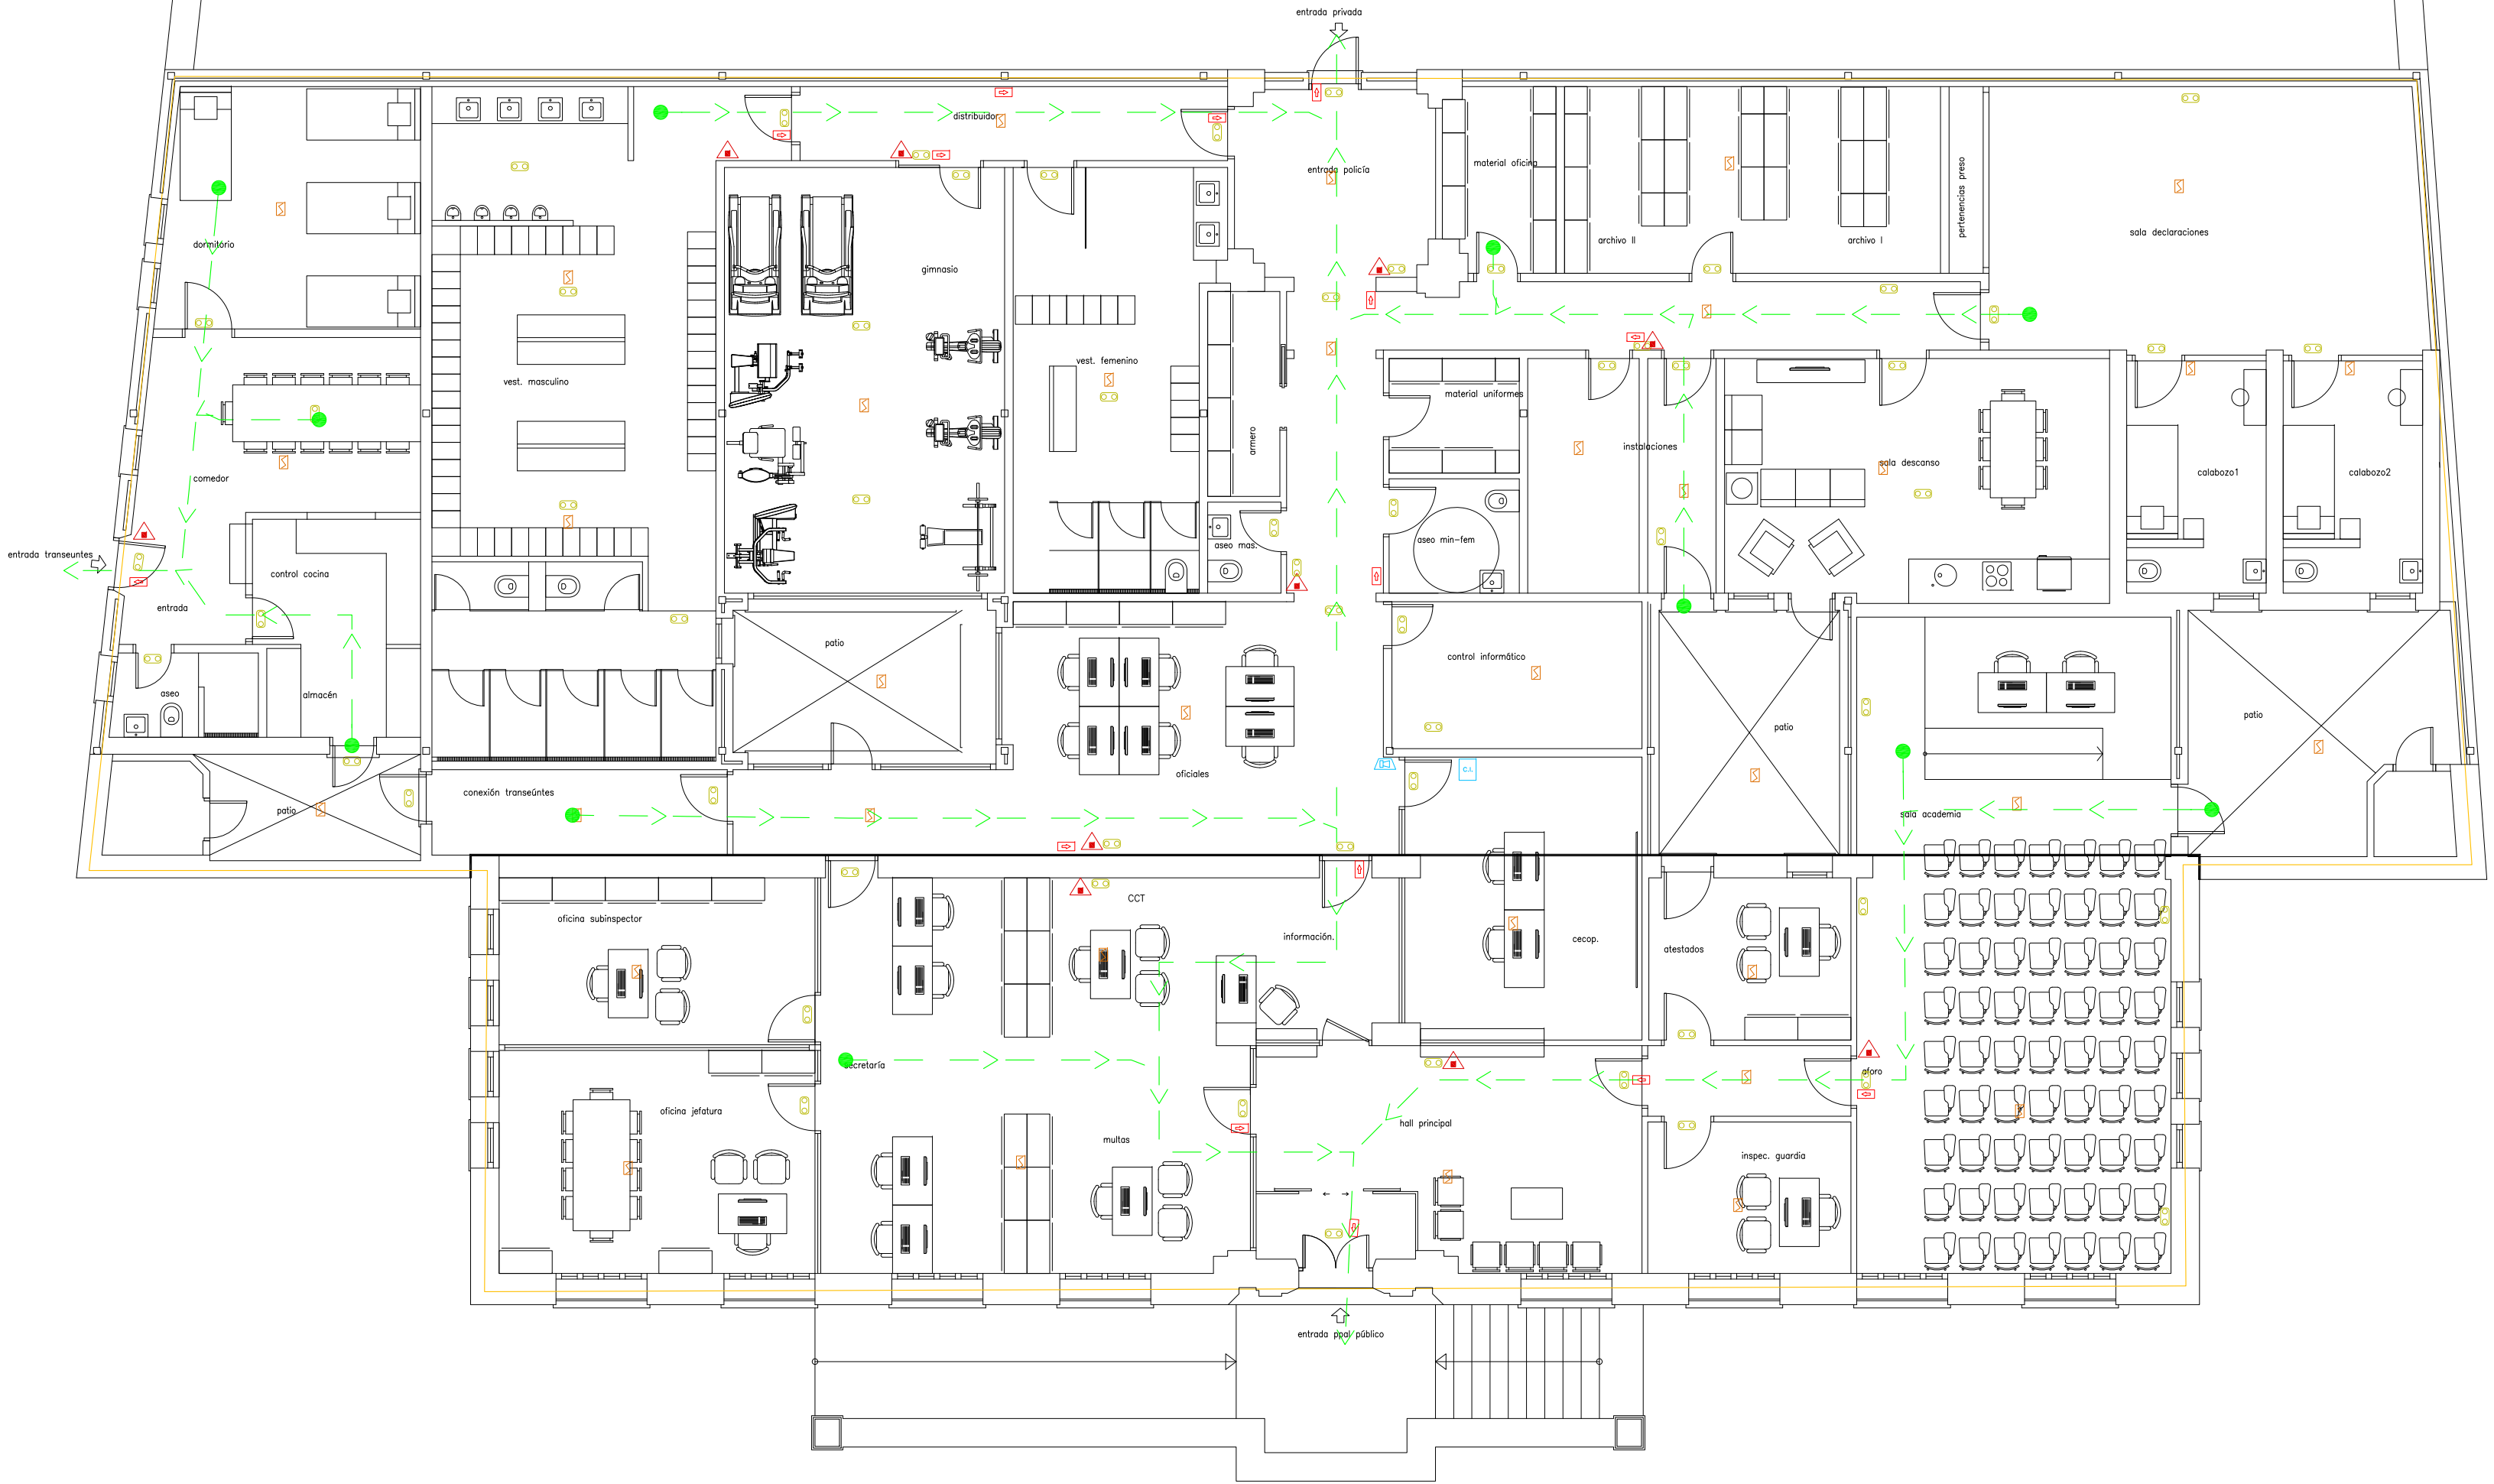 entrada privada
distribuidor
entrada policía
material oficina
pertenencias preso
archivo II
archivo I
sala declaraciones
dormitório
gimnasio
vest. masculino
vest. femenino
armero
material uniformes
instalaciones
sala descanso
calabozo1
calabozo2
comedor
entrada transeuntes
control cocina
entrada
aseo mas.
aseo min-fem
aseo
almacén
patio
control informático
patio
patio
oficiales
C.I.
conexión transeúntes
patio
sala academia
CCT
oficina subinspector
información.
cecop.
atestados
secretaría
aforo
oficina jefatura
multas
hall principal
inspec. guardia
entrada ppal público